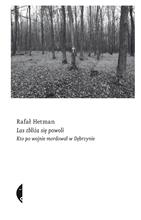 Rafał Hetman
Las zbliża się powoli
Kto po wojnie mordował w Dębrzynie